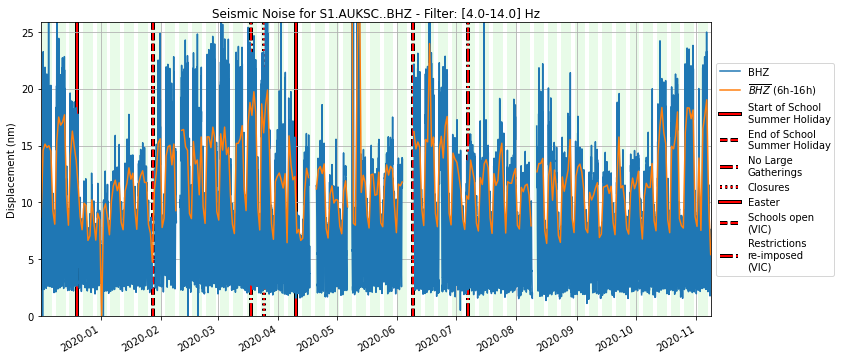 Seismic Noise for S1.AUKSC..BHZ - Filter: [4.0-14.0] Hz
Displacement (nm)
25
20
15
10
5
0
2020-01
2020-02
2020-03
2020-04
2020-05
2020-06
2020-07
2020-08
2020-09
2020-10
2020-11
BHZ
BHZ (6h-16h)
Start of School
Summer Holiday
End of School
Summer Holiday
No Large
Gatherings
Closures
Easter
Schools open
(VIC)
Restrictions
re-imposed
(VIC)